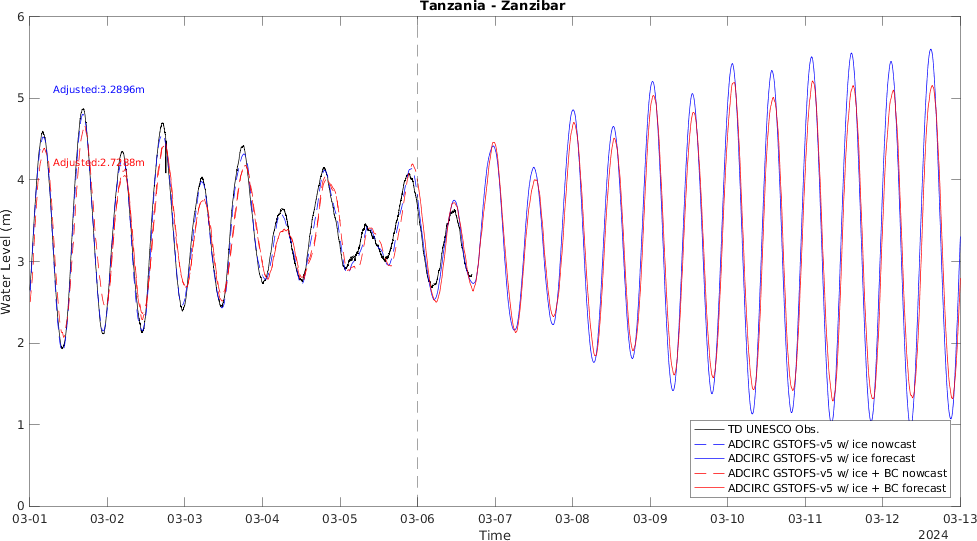 Tanzania - Zanzibar
6
Adjusted:3.2896m
5
Adjusted:2.7288m
4
Water Level (m)
3
2
1
0
TD UNESCO Obs.
ADCIRC GSTOFS-v5 w/ ice nowcast
ADCIRC GSTOFS-v5 w/ ice forecast
ADCIRC GSTOFS-v5 w/ ice + BC nowcast
ADCIRC GSTOFS-v5 w/ ice + BC forecast
03-01 03-02 03-03 03-04 03-05 03-06 03-07 03-08 03-09 03-10 03-11 03-12 03-13
Time
2024